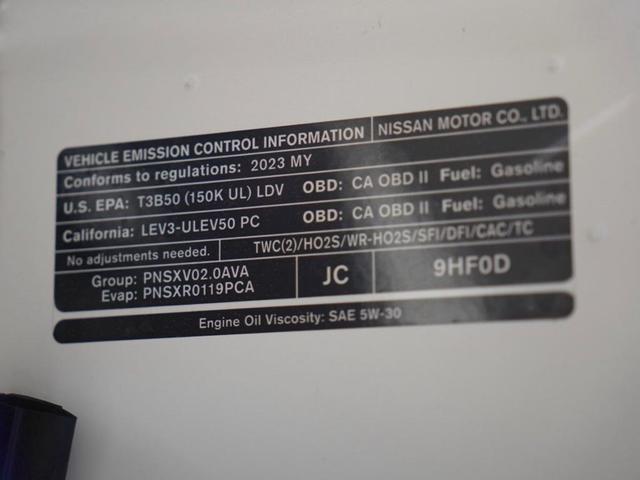 VEHICLE EMISSION CONTROL INFORMATION NISSAN MOTOR CO., LTD.
Conforms to regulations: 2023 MY
U.S. EPA: T3B50 (150K UL) LDV OBD: CA OBD II Fuel: Gasoline
California: LEV3-ULEV50 PC OBD: CA OBD II Fuel: Gasoline
No adjustments needed. TWC(2)/HO2S/WR-HO2S/SFI/DFI/CAC/TC
Group: PNSXV02.0AVA JC 9HF0D
Evap: PNSXR0119PCA
Engine Oil Viscosity: SAE 5W-30